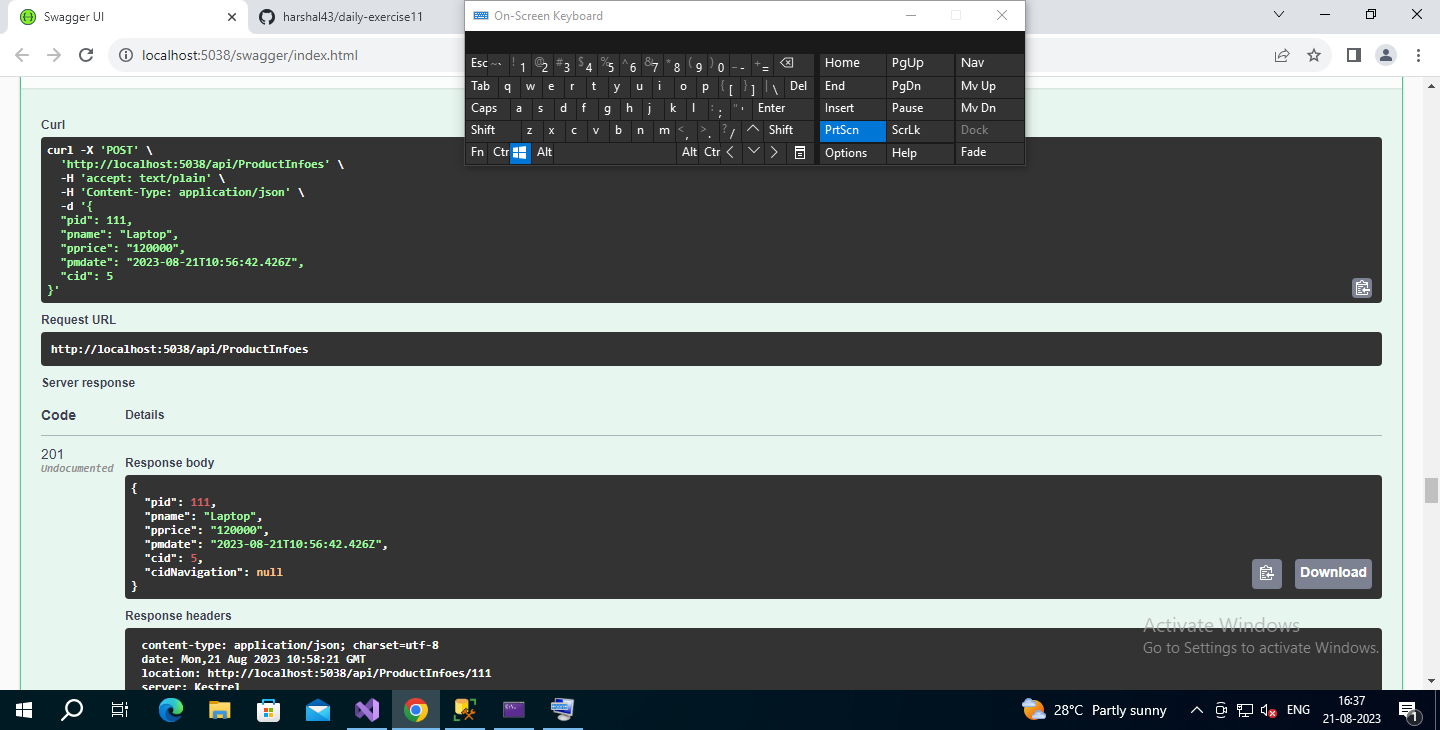 Swagger UI
harshal43/daily-exercise11
localhost:5038/swagger/index.html
On-Screen Keyboard
Esc ~` ! 1 @ 2 # 3 $ 4 % 5 ^ 6 & 7 * 8 ( 9 ) 0 _ - + = Home PgUp Nav
Tab q w e r t y u i o p { [ } ] | \ Del End PgDn Mv Up
Caps a s d f g h j k l : ; " ' Enter Insert Pause Mv Dn
Shift z x c v b n m < , > . ? / Shift PrtScn ScrLk Dock
Fn Ctr Alt Alt Ctr Options Help Fade
Curl
curl -X 'POST' \
'http://localhost:5038/api/ProductInfoes' \
-H 'accept: text/plain' \
-H 'Content-Type: application/json' \
-d '{
"pid": 111,
"pname": "Laptop",
"pprice": "120000",
"pmdate": "2023-08-21T10:56:42.426Z",
"cid": 5
}'
Request URL
http://localhost:5038/api/ProductInfoes
Server response
Code Details
201
Undocumented
Response body
{
"pid": 111,
"pname": "Laptop",
"pprice": "120000",
"pmdate": "2023-08-21T10:56:42.426Z",
"cid": 5,
"cidNavigation": null
}
Download
Response headers
content-type: application/json; charset=utf-8
date: Mon,21 Aug 2023 10:58:21 GMT
location: http://localhost:5038/api/ProductInfoes/111
server: Kestrel
Activate Windows
Go to Settings to activate Windows.
28°C Partly sunny
ENG
16:37
21-08-2023
1